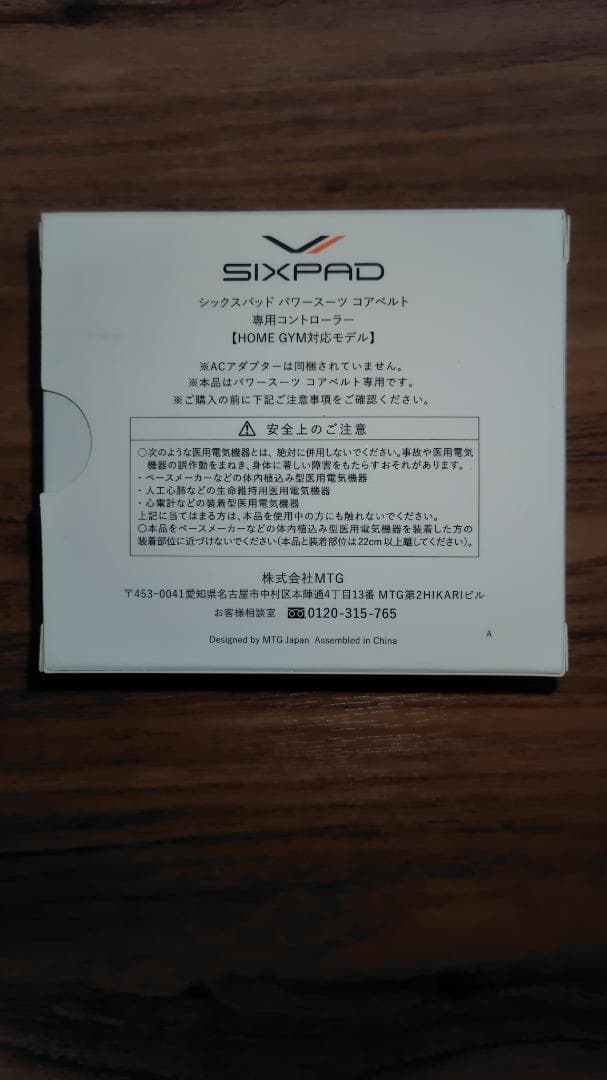 SIXPAD
シックスパッド パワースーツ コアベルト
専用コントローラー
【HOME GYM対応モデル】
※ACアダプターは同梱されていません。
※本品はパワースーツ コアベルト専用です。
※ご購入の前に下記ご注意事項をご確認ください。
⚠ 安全上のご注意
○次のような医用電気機器とは、絶対に併用しないでください。事故や医用電気
機器の誤作動をまねき、身体に著しい障害をもたらすおそれがあります。
・ペースメーカーなどの体内植込み型医用電気機器
・人工心肺などの生命維持用医用電気機器
・心電計などの装着型医用電気機器
上記に当てはまる方は、本品を使用中の方にも触れないでください。
○本品をペースメーカーなどの体内植込み型医用電気機器を装着した方の
装着部位に近づけないでください(本品と装着部位は22cm以上離してください)。
株式会社MTG
〒453-0041愛知県名古屋市中村区本陣通4丁目13番 MTG第2HIKARIビル
お客様相談室 0120-315-765
Designed by MTG Japan Assembled in China
A